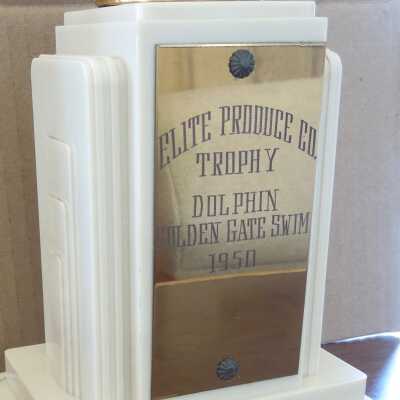 ELITE PRODUCE CO.
TROPHY
DOLPHIN
GOLDEN GATE SWIM
1950